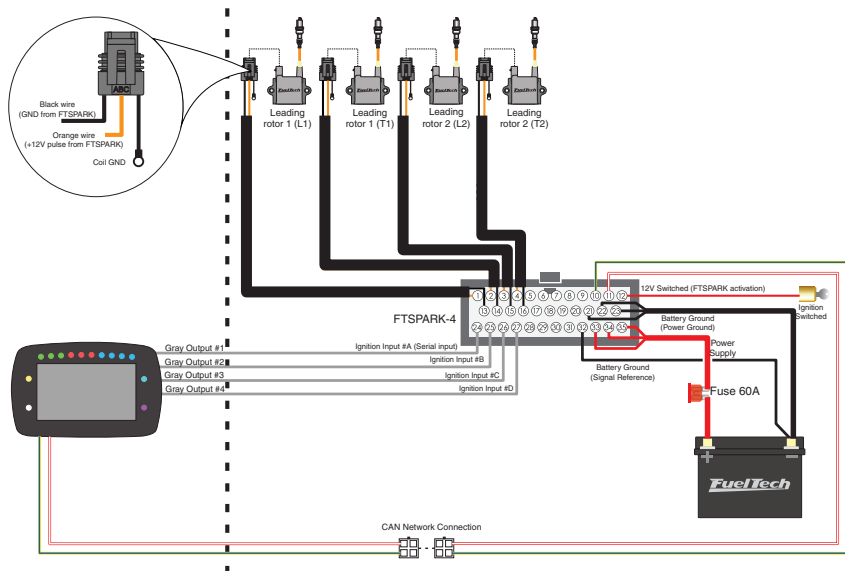 ABC
Black wire
(GND from FTSPARK)
Orange wire
(+12V pulse from FTSPARK)
Coil GND
FuelTech
FuelTech
FuelTech
FuelTech
Leading
rotor 1 (L1)
Leading
rotor 1 (T1)
Leading
rotor 2 (L2)
Leading
rotor 2 (T2)
FTSPARK-4
1 2 3 4 5 6 7 8 9 10 11 12
13 14 15 16 17 18 19 20 21 22 23
24 25 26 27 28 29 30 31 32 33 34 35
12V Switched (FTSPARK activation)
Ignition
Switched
Battery Ground
(Power Ground)
Power
Supply
Battery Ground
(Signal Reference)
Fuse 60A
Gray Output #1
Ignition Input #A (Serial input)
Gray Output #2
Ignition Input #B
Gray Output #3
Ignition Input #C
Gray Output #4
Ignition Input #D
+ −
FuelTech
CAN Network Connection